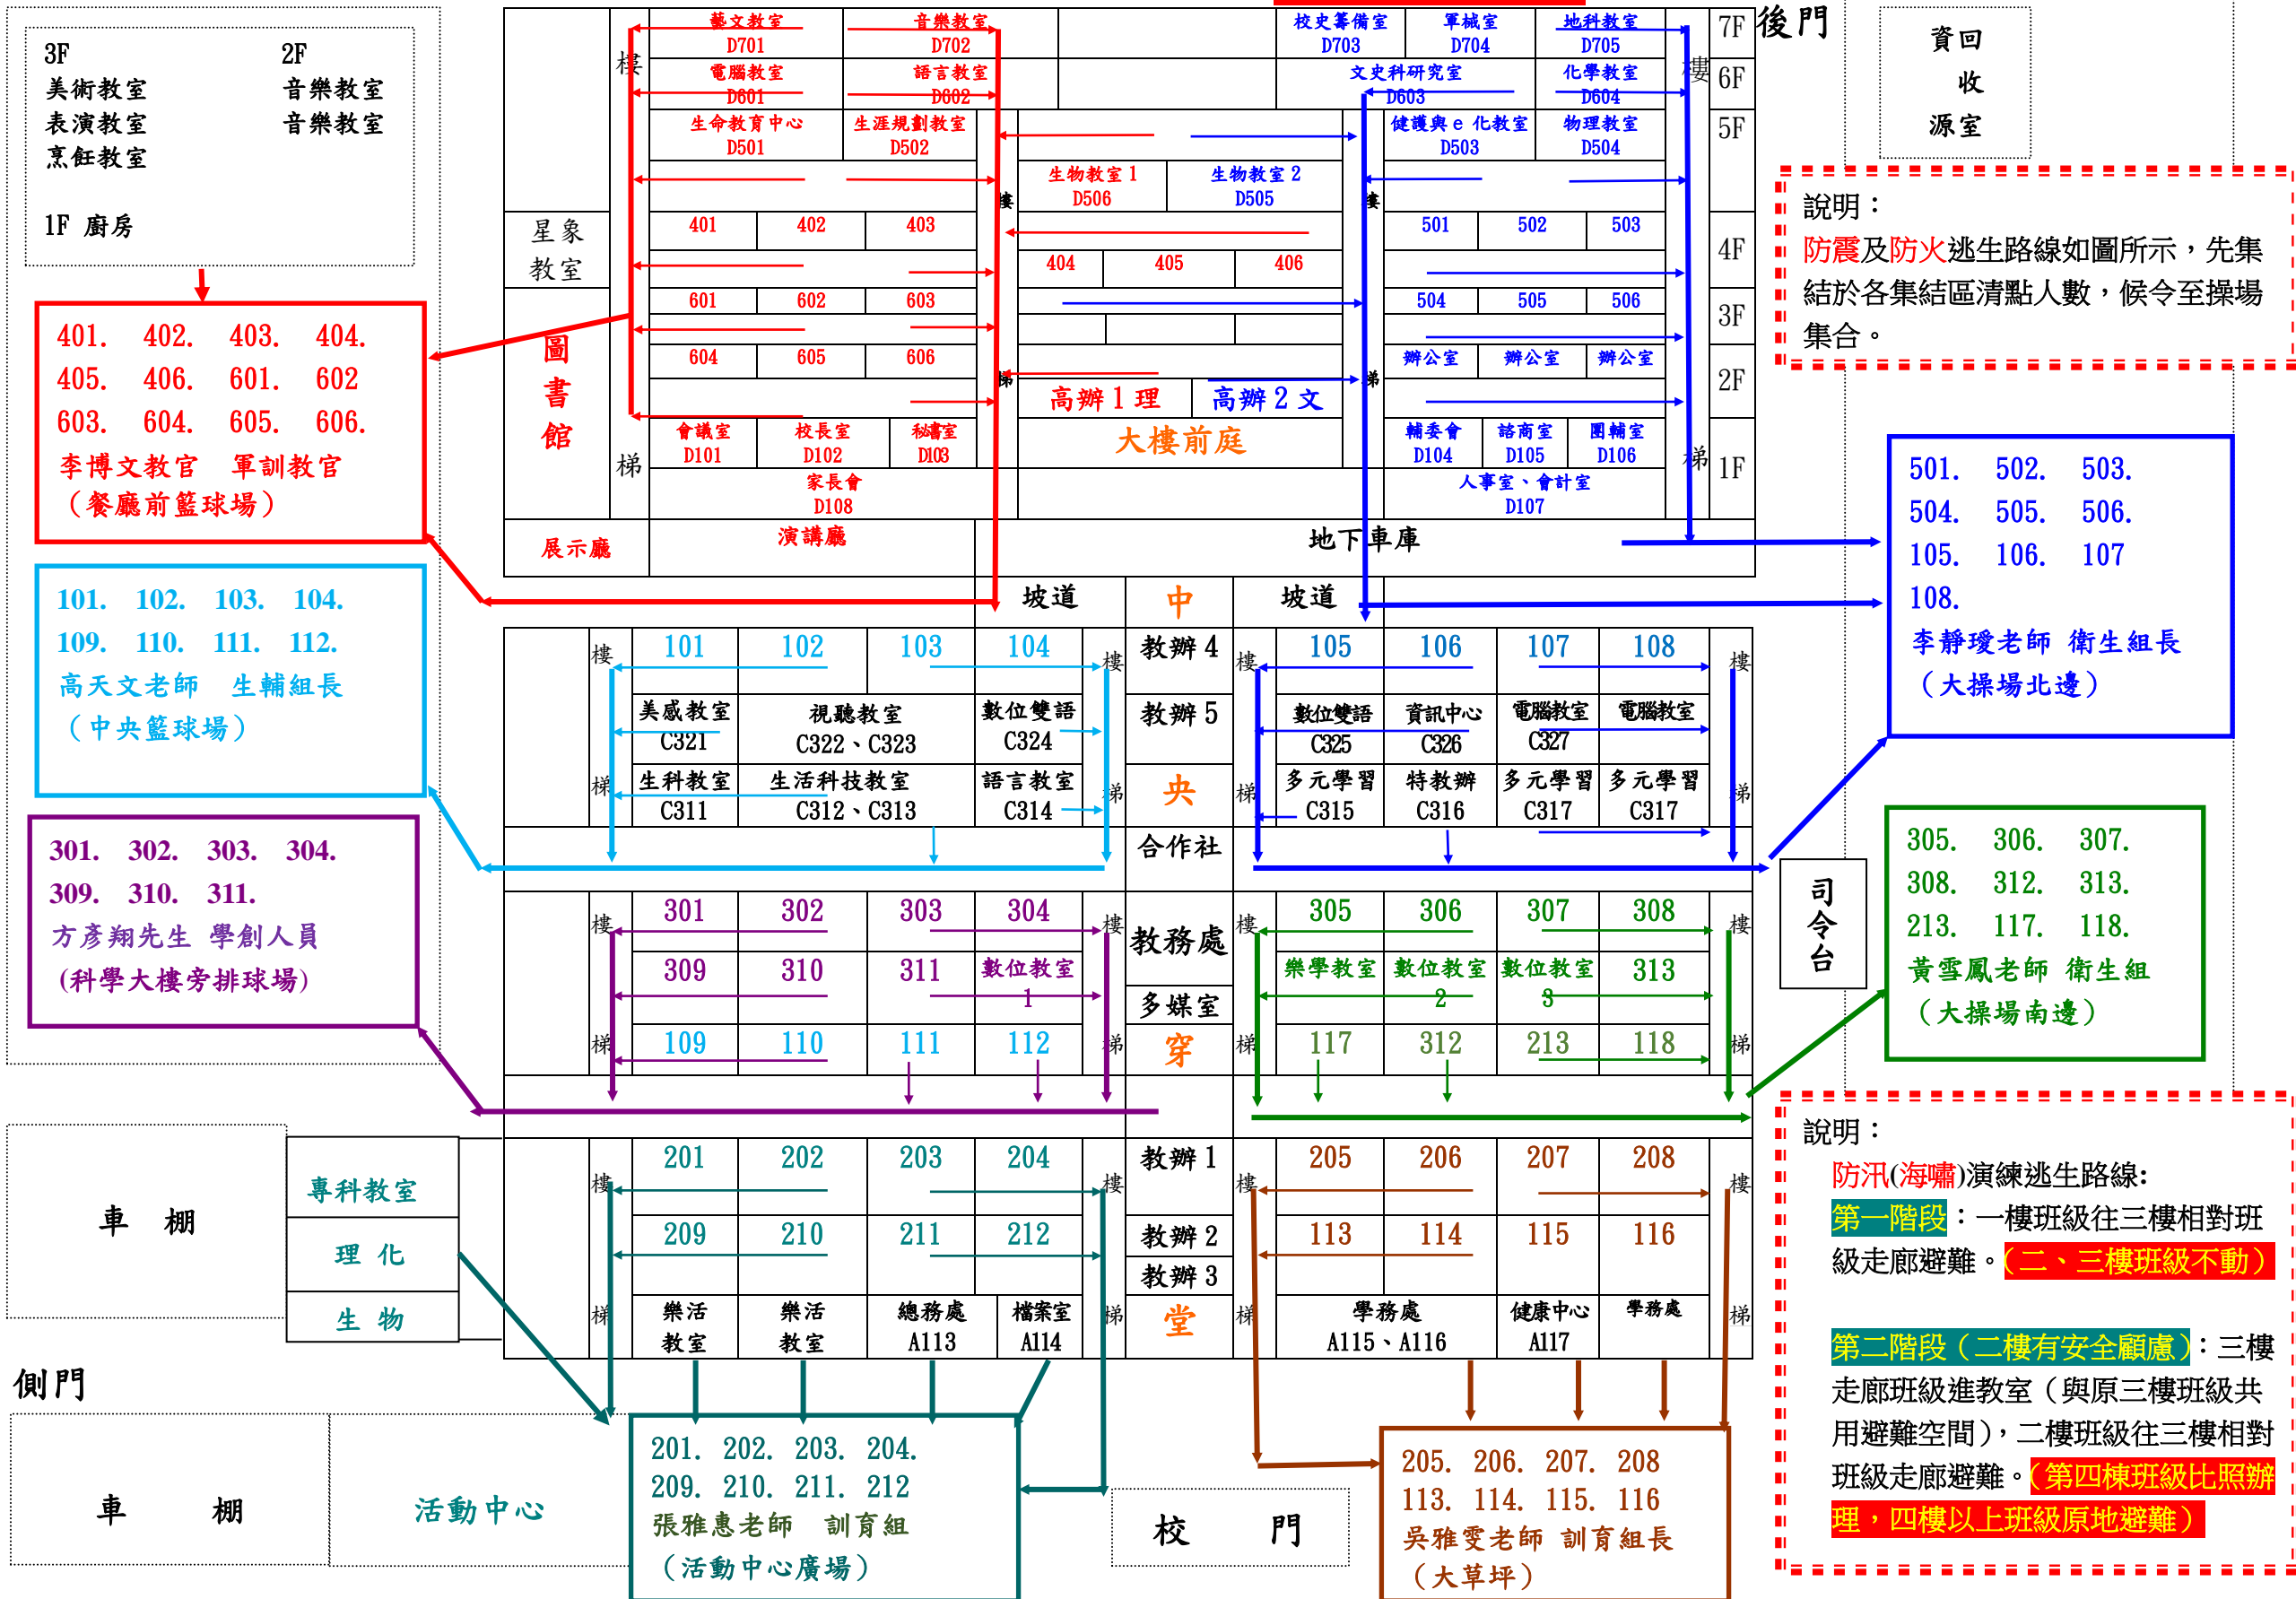 3F 2F
美術教室 音樂教室
表演教室 音樂教室
烹飪教室
1F 廚房
401. 402. 403. 404.
405. 406. 601. 602
603. 604. 605. 606.
李博文教官 軍訓教官
（餐廳前籃球場）
101. 102. 103. 104.
109. 110. 111. 112.
高天文老師 生輔組長
（中央籃球場）
301. 302. 303. 304.
309. 310. 311.
方彥翔先生 學創人員
(科學大樓旁排球場)
車 棚
專科教室
理 化
生 物
側門
車 棚
活動中心
藝文教室 音樂教室 校史籌備室 軍械室 地科教室 7F
D701 D702 D703 D704 D705
樓 樓
電腦教室 語言教室 文史科研究室 化學教室 6F
D601 D602 D603 D604
生命教育中心 生涯規劃教室 健護與 e 化教室 物理教室 5F
D501 D502 D503 D504
生物教室 1 生物教室 2
D506 D505
樓 樓
星象
教室
401 402 403 501 502 503
404 405 406 4F
601 602 603 504 505 506 3F
圖
書
館
604 605 606 辦公室 辦公室 辦公室
梯 梯 2F
高辦 1 理 高辦 2 文
會議室 校長室 秘書室 大樓前庭 輔委會 諮商室 團輔室
D101 D102 D103 D104 D105 D106
梯 梯 1F
家長會 人事室、會計室
D108 D107
展示廳 演講廳 地下車庫
坡道 中 坡道
樓 101 102 103 104 樓 教辦 4 樓 105 106 107 108 樓
美感教室 視聽教室 數位雙語 教辦 5 數位雙語 資訊中心 電腦教室 電腦教室
C321 C322、C323 C324 C325 C326 C327
梯 生科教室 生活科技教室 語言教室 梯 央 梯 多元學習 特教辦 多元學習 多元學習 梯
C311 C312、C313 C314 C315 C316 C317 C317
合作社
樓 301 302 303 304 樓 教務處 樓 305 306 307 308 樓
309 310 311 數位教室 樂學教室 數位教室 數位教室 313
1 多媒室 2 3
梯 109 110 111 112 梯 穿 梯 117 312 213 118 梯
樓 201 202 203 204 樓 教辦 1 樓 205 206 207 208 樓
209 210 211 212 教辦 2 113 114 115 116
教辦 3
梯 樂活 樂活 總務處 檔案室 梯 堂 梯 學務處 健康中心 學務處 梯
教室 教室 A113 A114 A115、A116 A117
201. 202. 203. 204.
209. 210. 211. 212
張雅惠老師 訓育組
（活動中心廣場）
校 門
205. 206. 207. 208
113. 114. 115. 116
吳雅雯老師 訓育組長
（大草坪）
後門
資回
收
源室
說明：
防震及防火逃生路線如圖所示，先集
結於各集結區清點人數，候令至操場
集合。
501. 502. 503.
504. 505. 506.
105. 106. 107
108.
李靜璦老師 衛生組長
（大操場北邊）
司
令
台
305. 306. 307.
308. 312. 313.
213. 117. 118.
黃雪鳳老師 衛生組
（大操場南邊）
說明：
防汛(海嘯)演練逃生路線:
第一階段：一樓班級往三樓相對班
級走廊避難。（二、三樓班級不動）
第二階段（二樓有安全顧慮）：三樓
走廊班級進教室（與原三樓班級共
用避難空間），二樓班級往三樓相對
班級走廊避難。（第四棟班級比照辦
理，四樓以上班級原地避難）